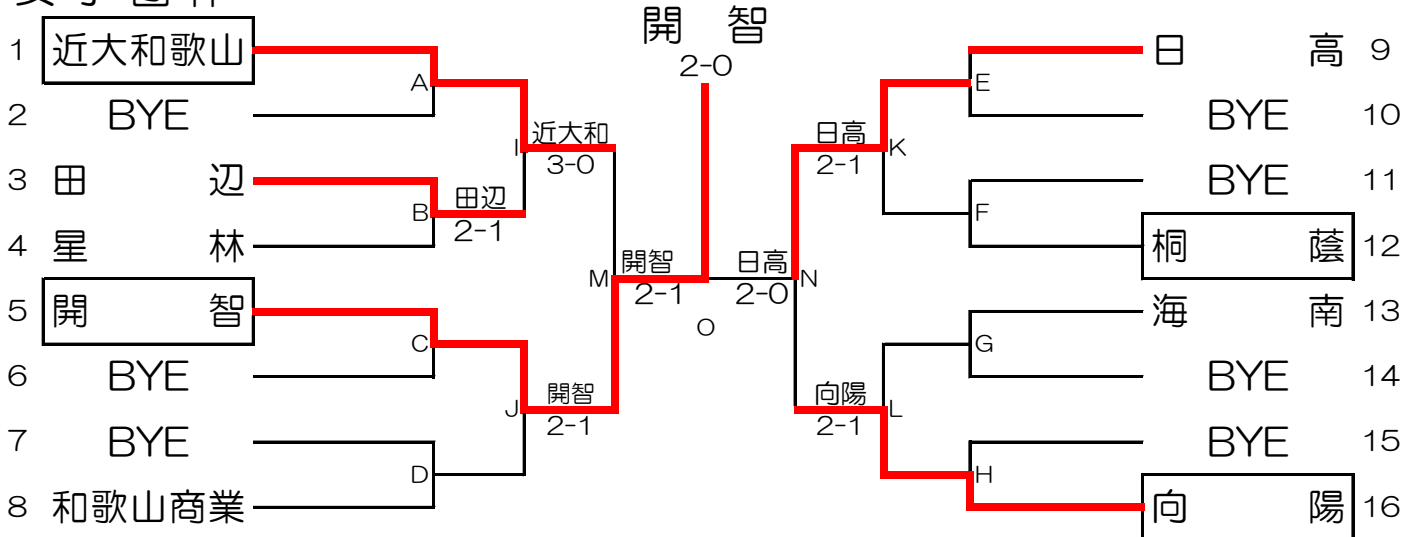 開 智
2-0
1 近大和歌山
2 BYE
3 田 辺
4 星 林
5 開 智
6 BYE
7 BYE
8 和歌山商業
A
B
C
D
田辺
2-1
I
J
近大和
3-0
開智
2-1
M
開智
2-1
O
日高
2-0
N
日高
2-1
向陽
2-1
K
L
E
F
G
H
日 高 9
BYE 10
BYE 11
桐 蔭 12
海 南 13
BYE 14
BYE 15
向 陽 16